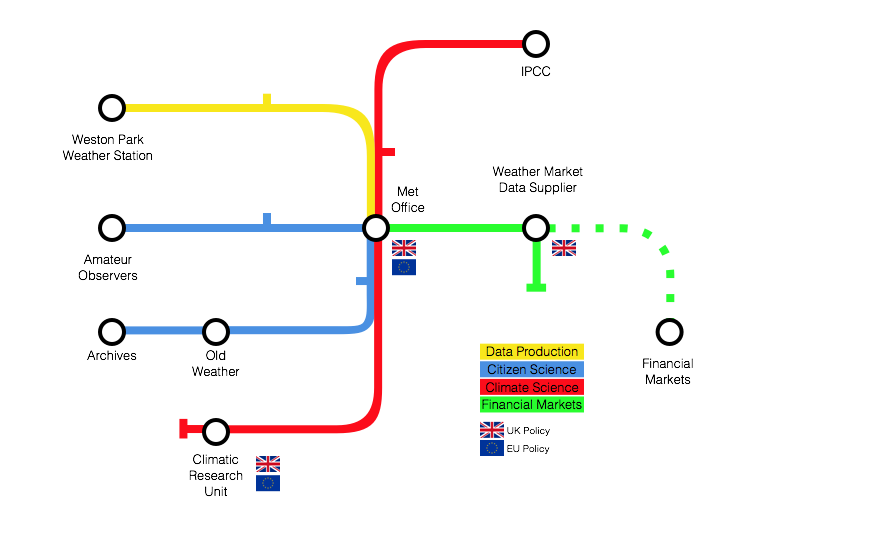 IPCC
Weston Park
Weather Station
Weather Market
Data Supplier
Met
Office
Amateur
Observers
Archives
Old
Weather
Financial
Markets
Data Production
Citizen Science
Climate Science
Financial Markets
UK Policy
EU Policy
Climatic
Research
Unit